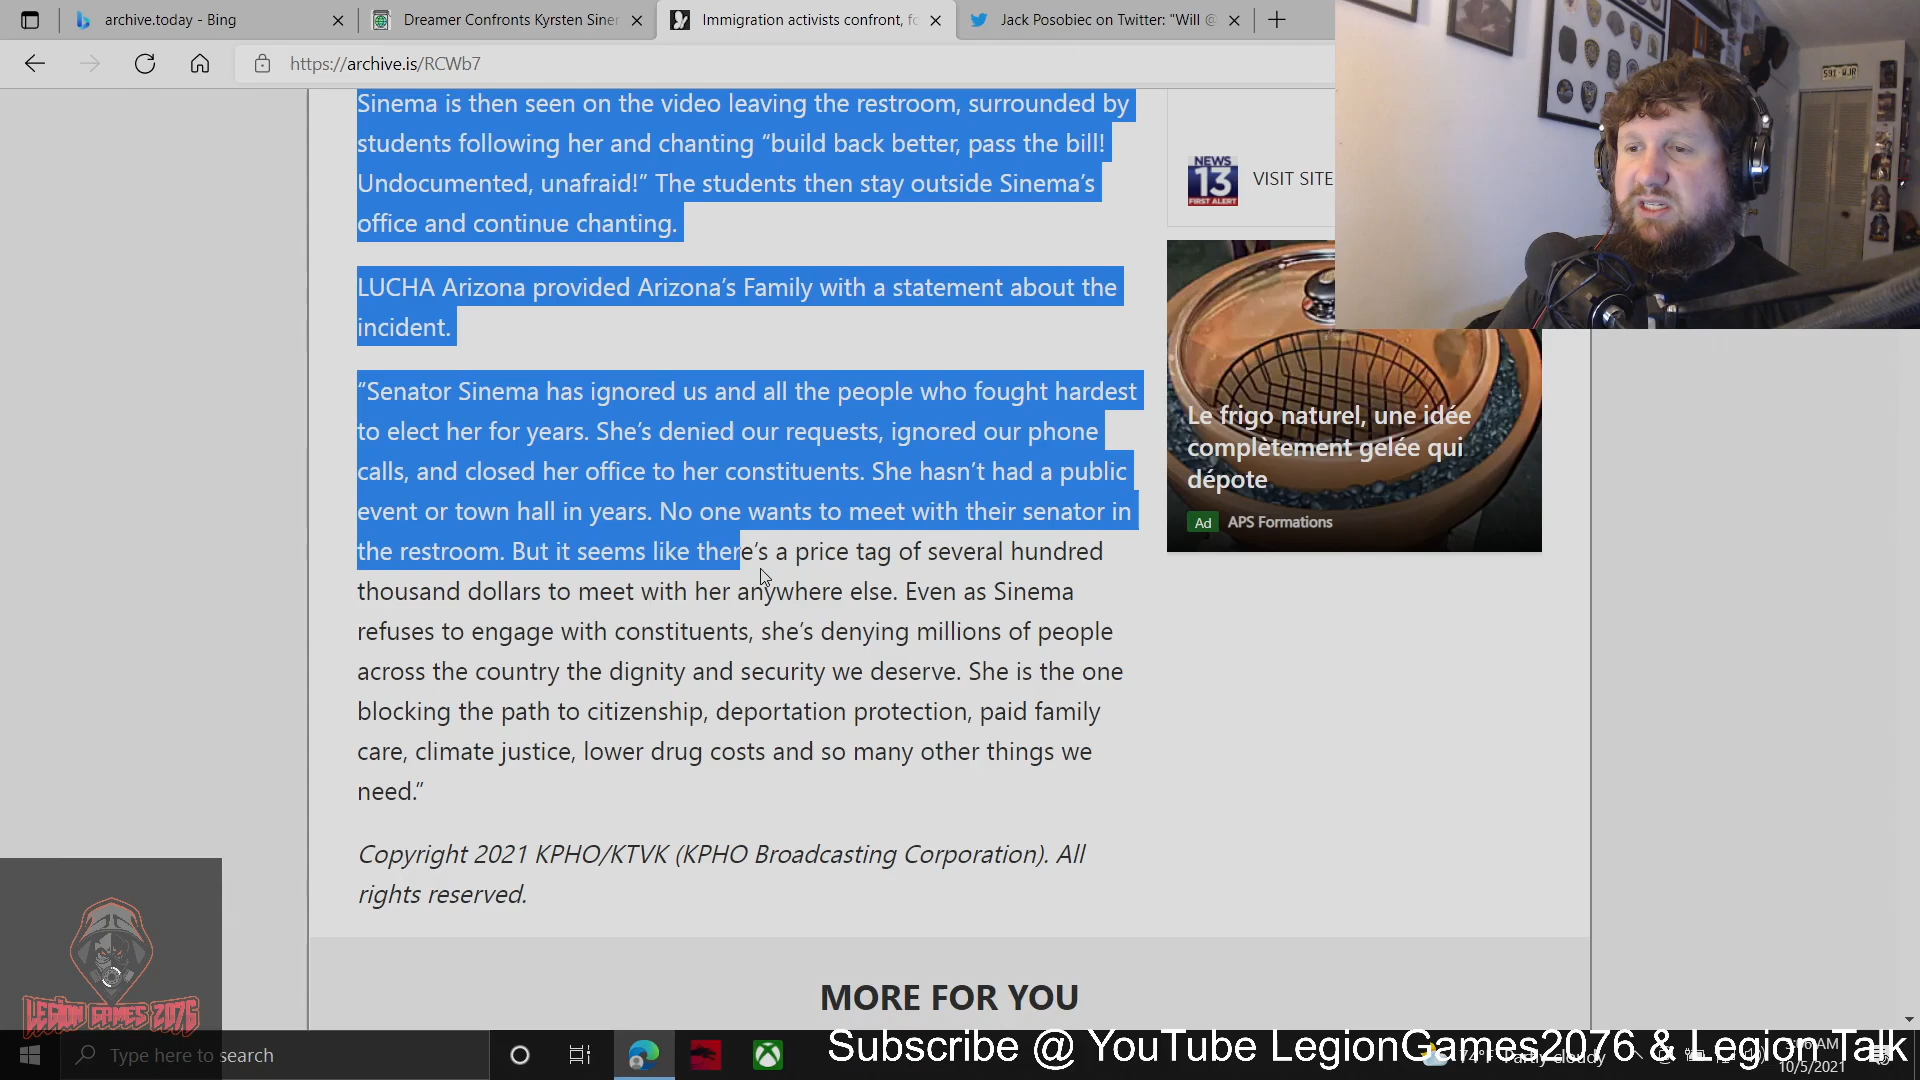 archive.today - Bing
Dreamer Confronts Kyrsten Siner
Immigration activists confront, fo
Jack Posobiec on Twitter: "Will @
https://archive.is/RCWb7
Sinema is then seen on the video leaving the restroom, surrounded by
students following her and chanting “build back better, pass the bill!
Undocumented, unafraid!” The students then stay outside Sinema’s
office and continue chanting.
LUCHA Arizona provided Arizona’s Family with a statement about the
incident.
“Senator Sinema has ignored us and all the people who fought hardest
to elect her for years. She’s denied our requests, ignored our phone
calls, and closed her office to her constituents. She hasn’t had a public
event or town hall in years. No one wants to meet with their senator in
the restroom. But it seems like there’s a price tag of several hundred
thousand dollars to meet with her anywhere else. Even as Sinema
refuses to engage with constituents, she’s denying millions of people
across the country the dignity and security we deserve. She is the one
blocking the path to citizenship, deportation protection, paid family
care, climate justice, lower drug costs and so many other things we
need.”
Copyright 2021 KPHO/KTVK (KPHO Broadcasting Corporation). All
rights reserved.
MORE FOR YOU
NEWS
13
FIRST ALERT
VISIT SITE
Le frigo naturel, une idée
complètement gelée qui
dépote
Ad APS Formations
LEGION GAMES 2076
Type here to search
Subscribe @ YouTube LegionGames2076 & Legion Talk
74°F Partly cloudy
10/5/2021